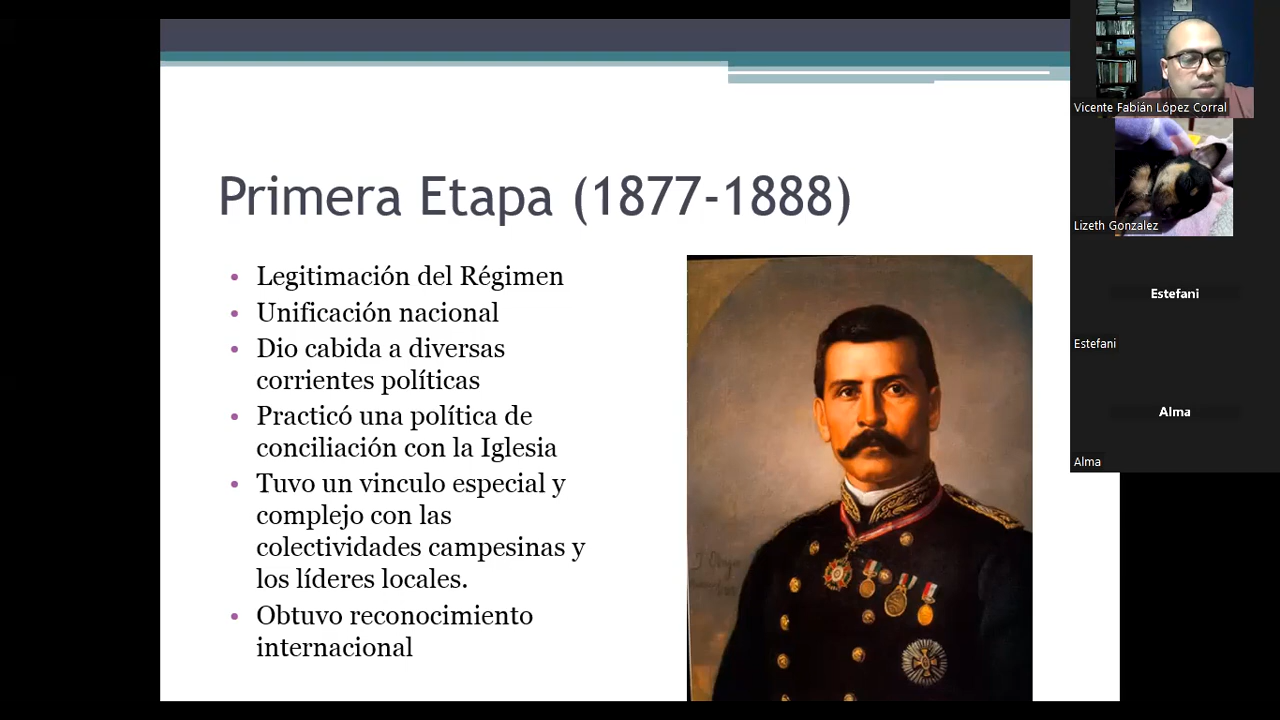 Primera Etapa (1877-1888)
• Legitimación del Régimen
• Unificación nacional
• Dio cabida a diversas
corrientes políticas
• Practicó una política de
conciliación con la Iglesia
• Tuvo un vinculo especial y
complejo con las
colectividades campesinas y
los líderes locales.
• Obtuvo reconocimiento
internacional
Vicente Fabián López Corral
Lizeth Gonzalez
Estefani
Estefani
Alma
Alma